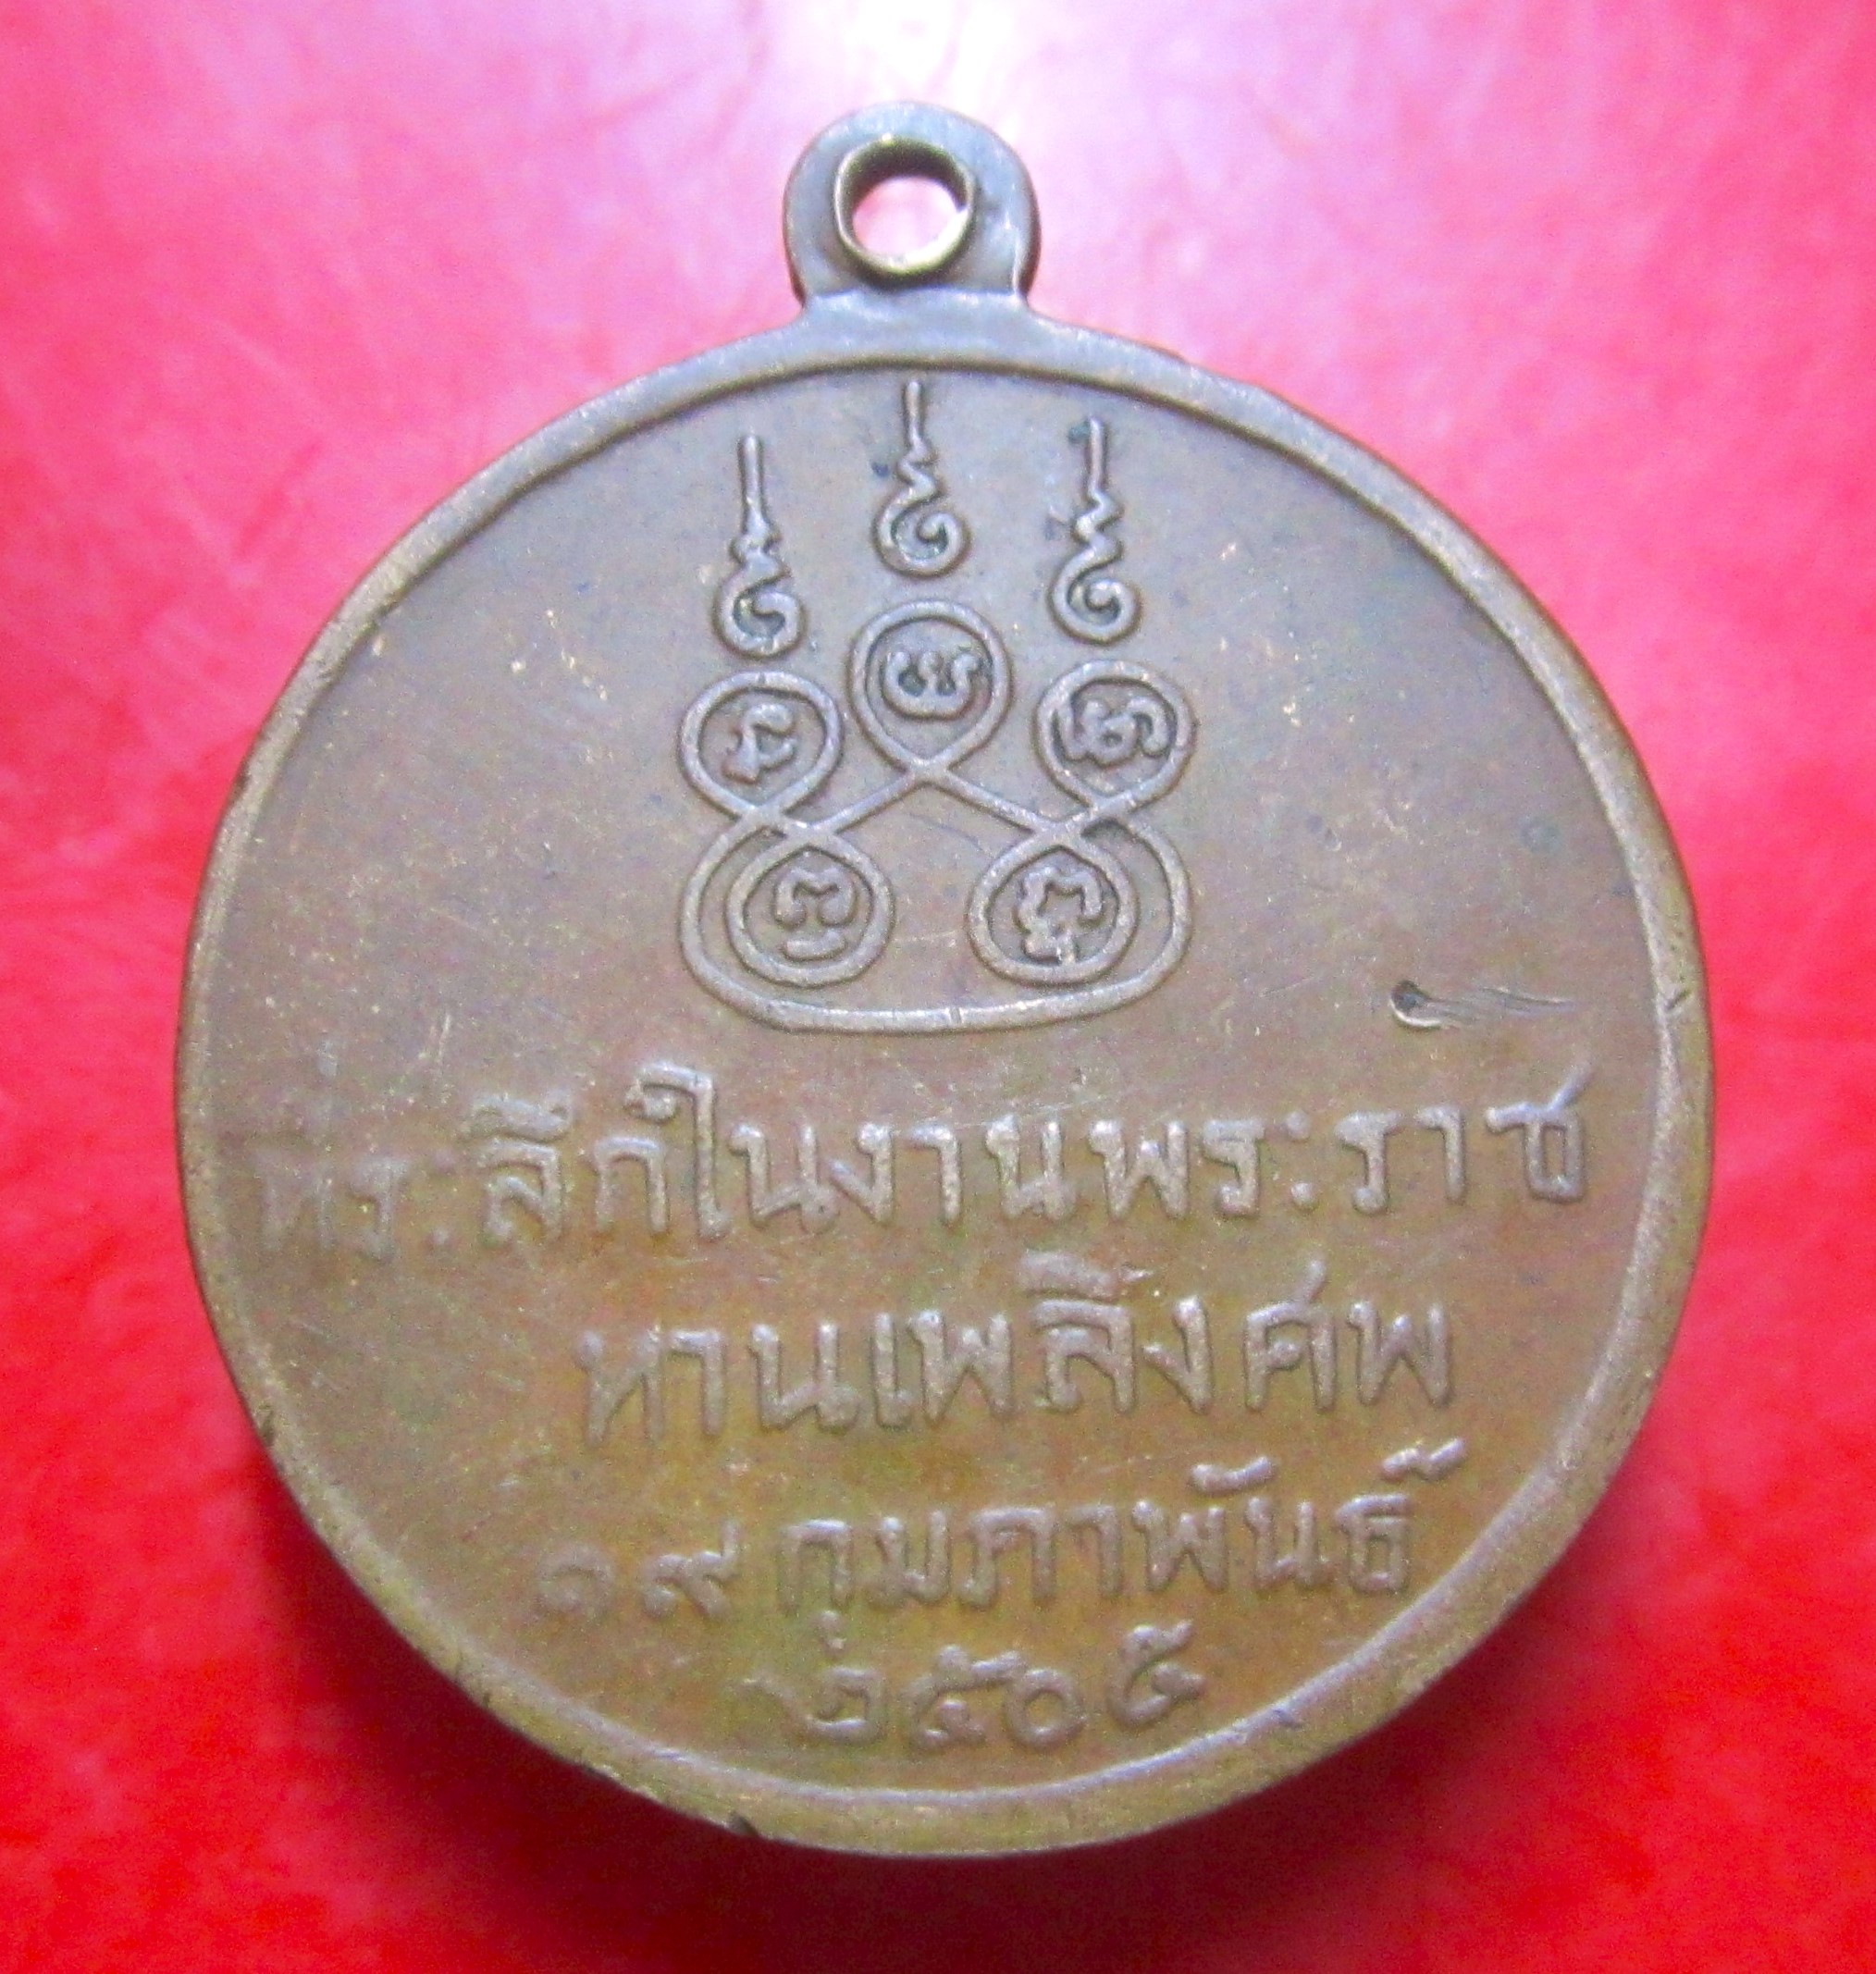 ที่ระลึกในงานพระราช
ทานเพลิงศพ
๑๙ กุมภาพันธ์
๒๕๐๕